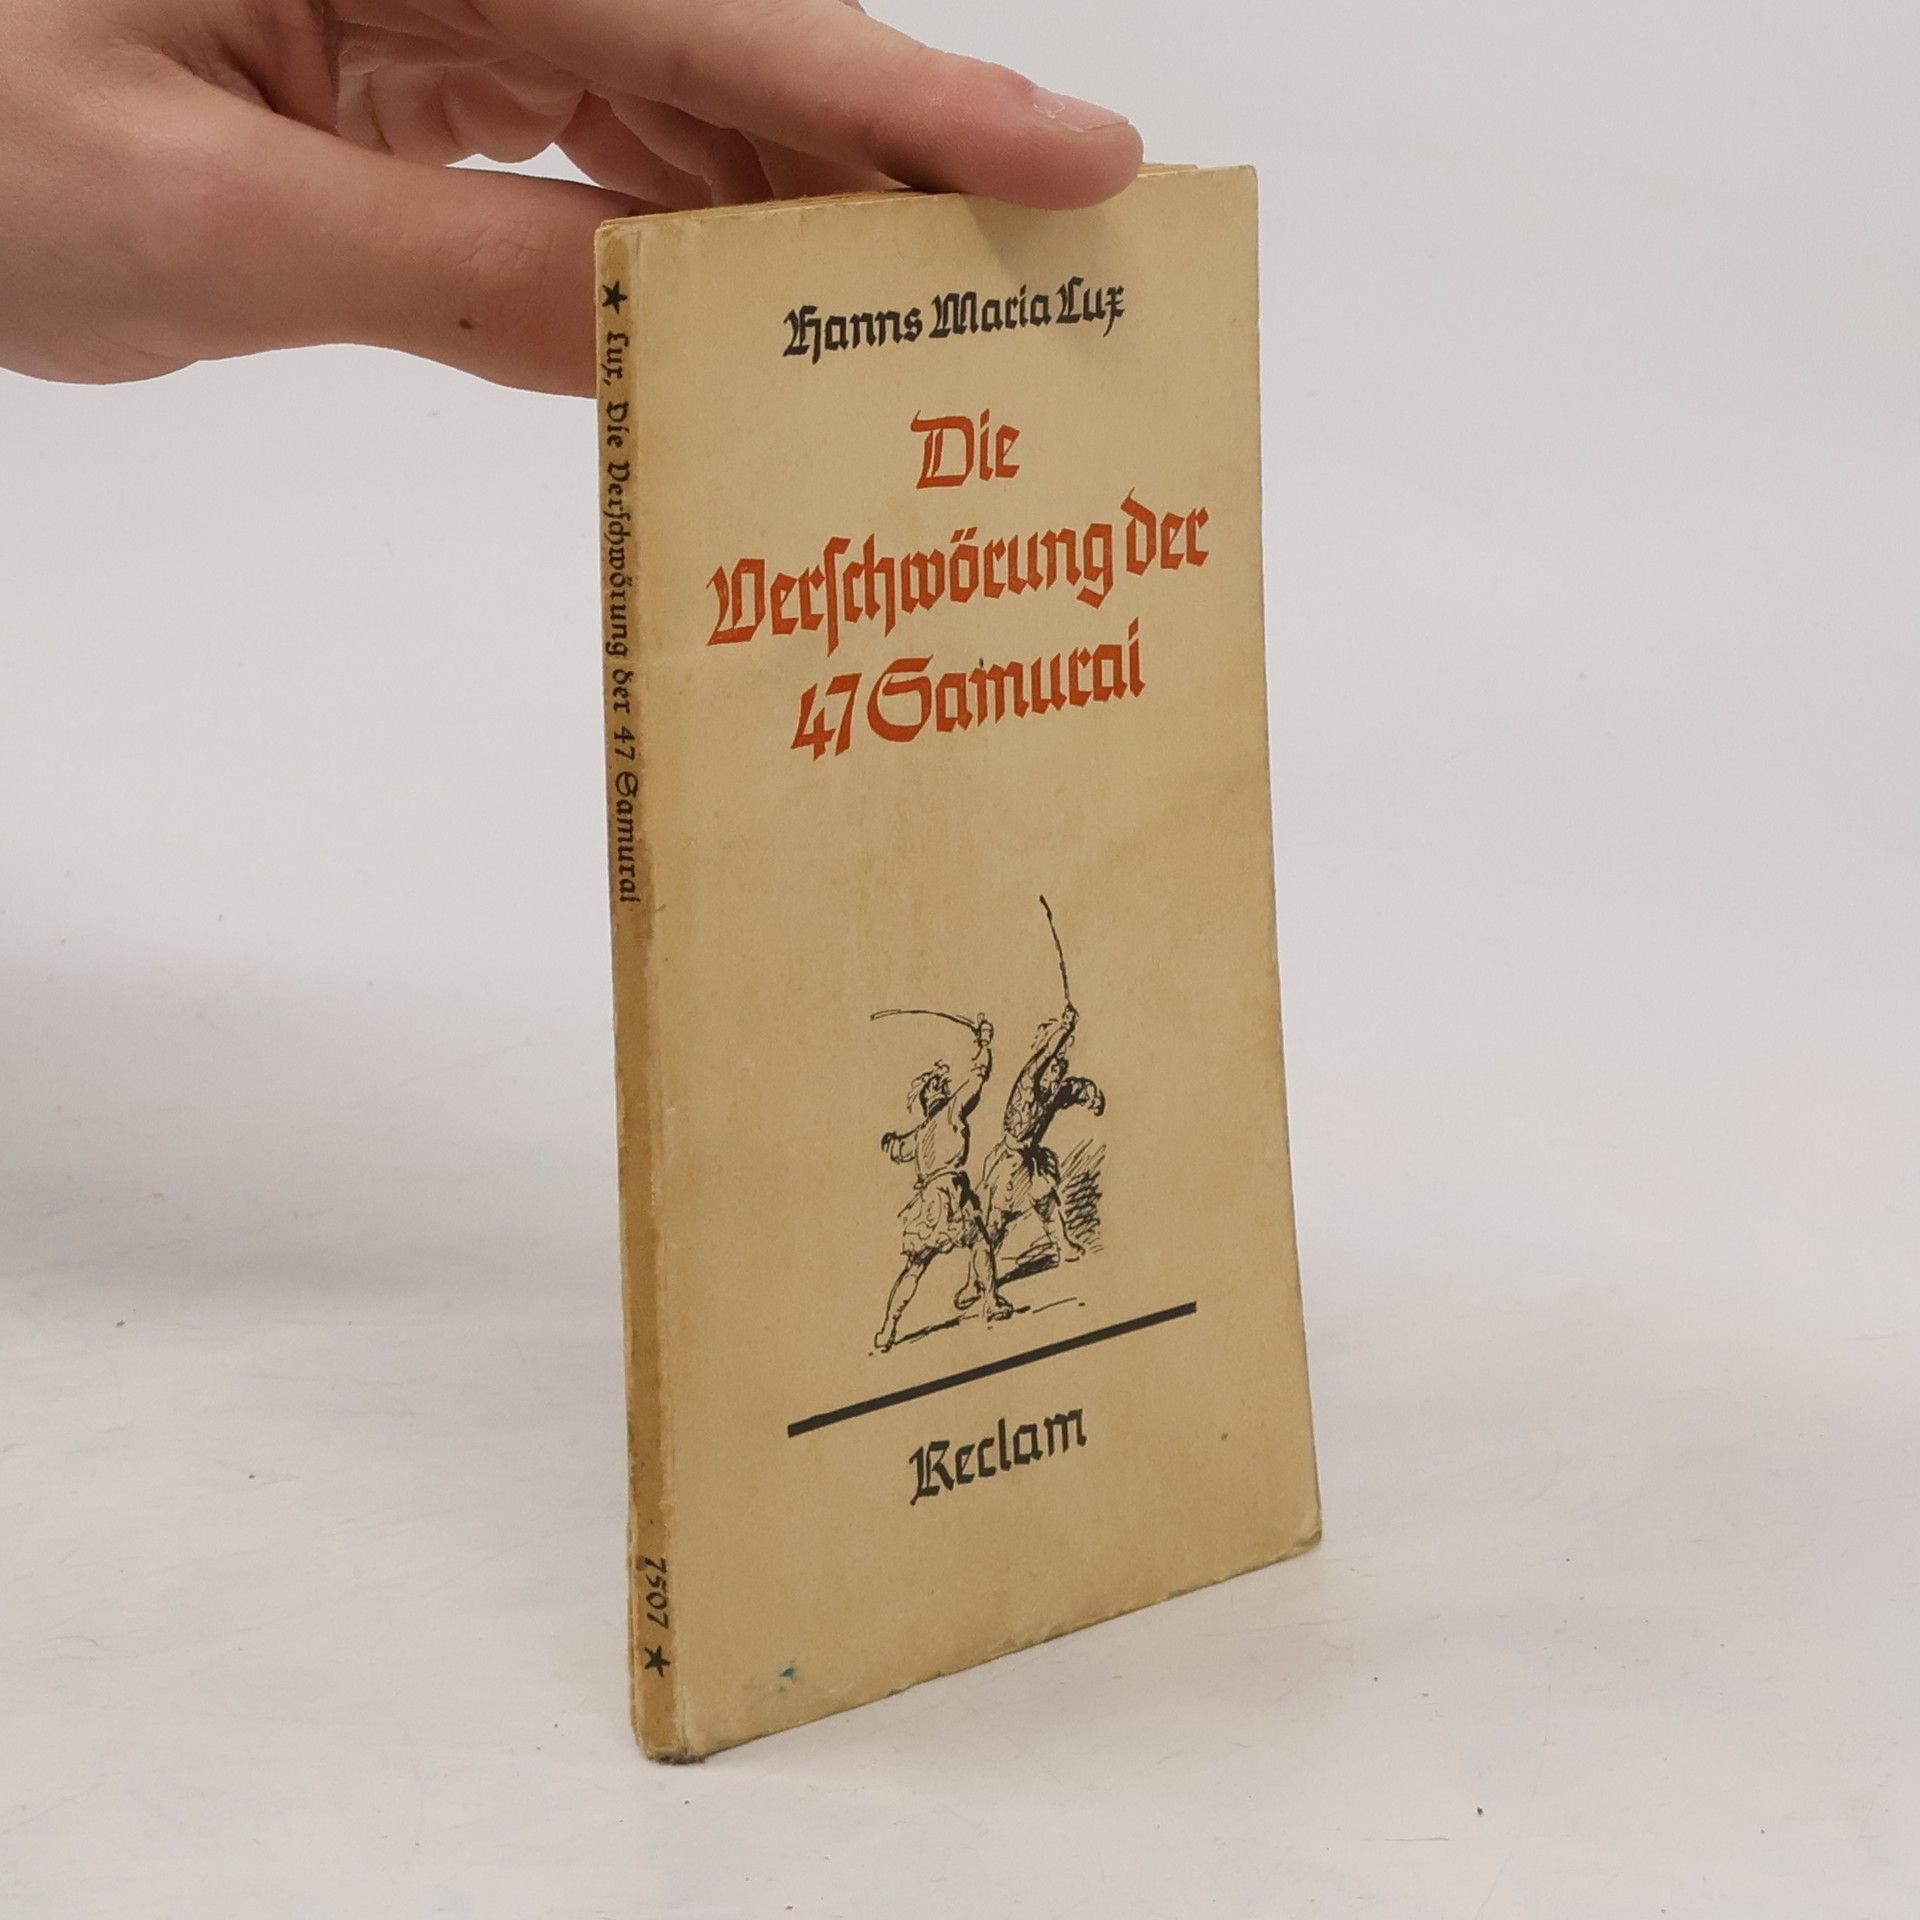 Hanns Maria Lux
Die
Verschwörung der
47 Samurai
Reclam
★ Lux, Die Verschwörung der 47 Samurai
7507 ★